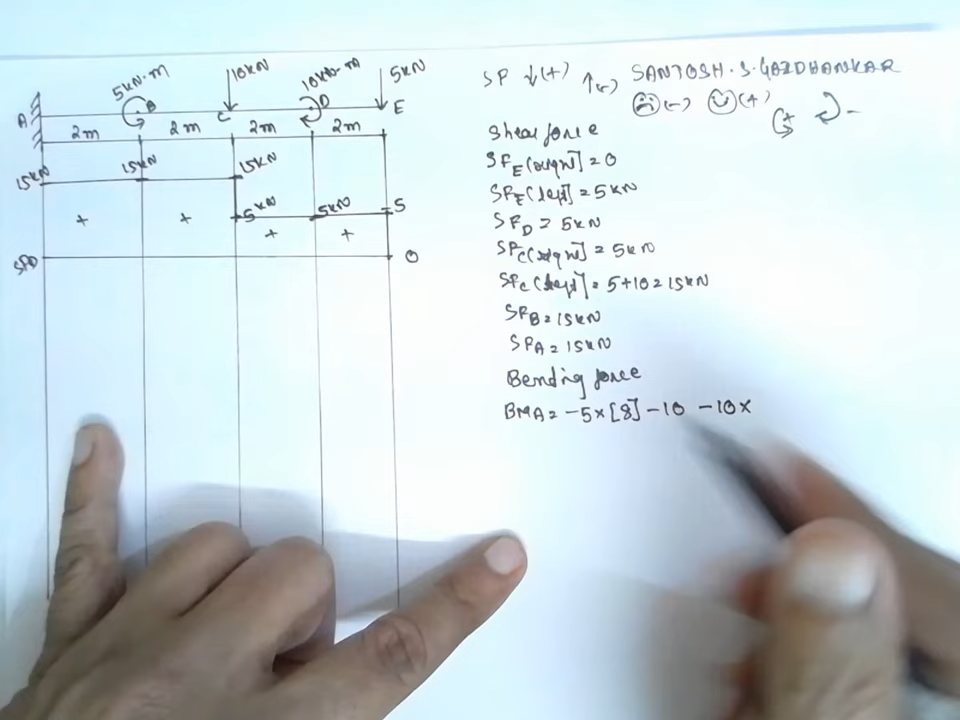 5kN·m
10kN
10kN-m
5kN
A
B
C
D
E
2m 2m 2m 2m
15kN 15kN 15kN
5kN 5kN 5
+ + + +
SFD 0
SF ↓(+) ↑(-) SANTOSH.S.GAIDHANKAR
(-) (+) + -
Shear force
SFE(right) = 0
SFE(left) = 5kN
SFD = 5kN
SFC(right) = 5kN
SFC(left) = 5+10=15kN
SFB = 15kN
SFA = 15kN
Bending force
BMA = -5×[8] -10 -10×